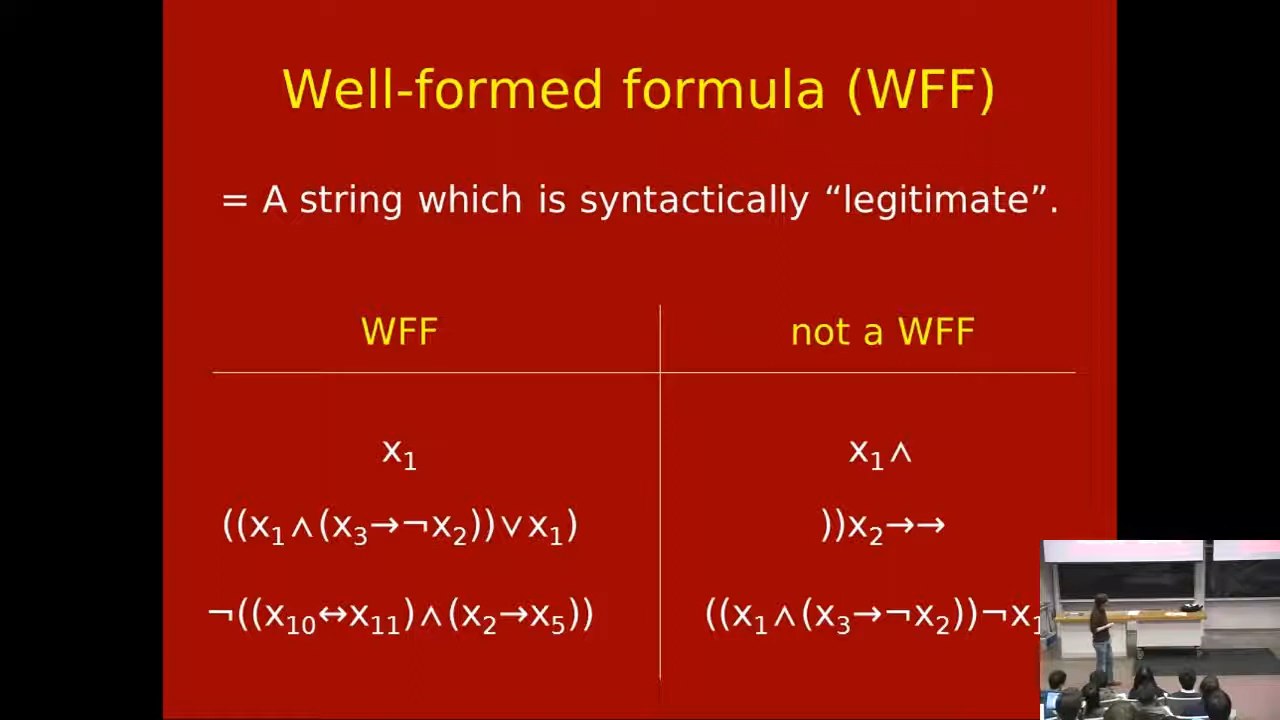 Well-formed formula (WFF)
= A string which is syntactically “legitimate”.
WFF not a WFF
x₁ x₁∧
((x₁∧(x₃→¬x₂))∨x₁) ))x₂→→
¬((x₁₀↔x₁₁)∧(x₂→x₅)) ((x₁∧(x₃→¬x₂))¬x₁